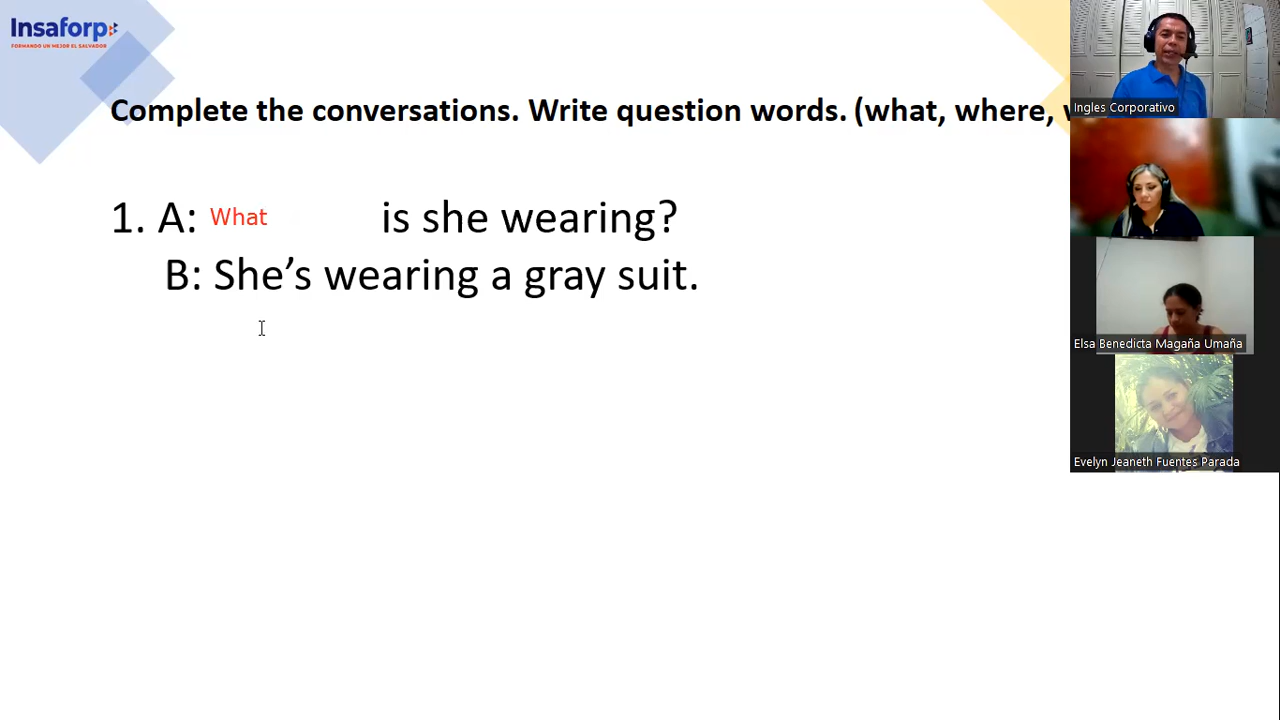 Insaforp
FORMANDO UN MEJOR EL SALVADOR
Complete the conversations. Write question words. (what, where,
1. A: What is she wearing?
B: She’s wearing a gray suit.
Ingles Corporativo
Elsa Benedicta Magaña Umaña
Evelyn Jeaneth Fuentes Parada